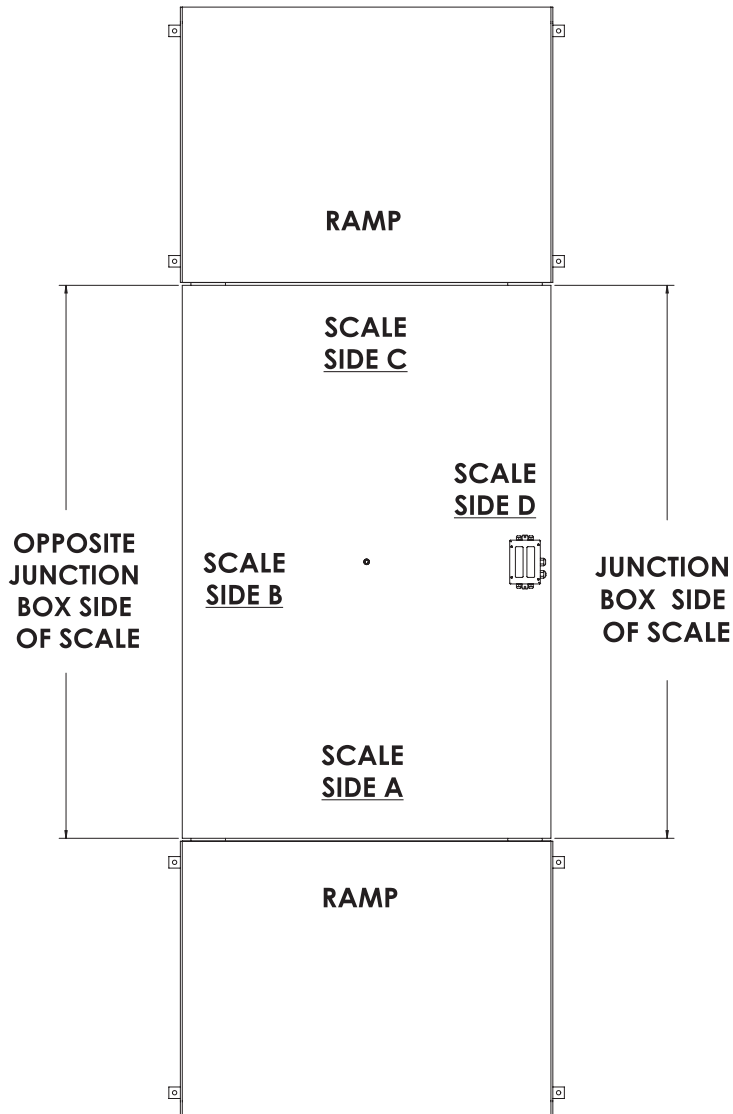 RAMP
SCALE
SIDE C
SCALE
SIDE D
OPPOSITE
JUNCTION
BOX SIDE
OF SCALE
SCALE
SIDE B
JUNCTION
BOX SIDE
OF SCALE
SCALE
SIDE A
RAMP